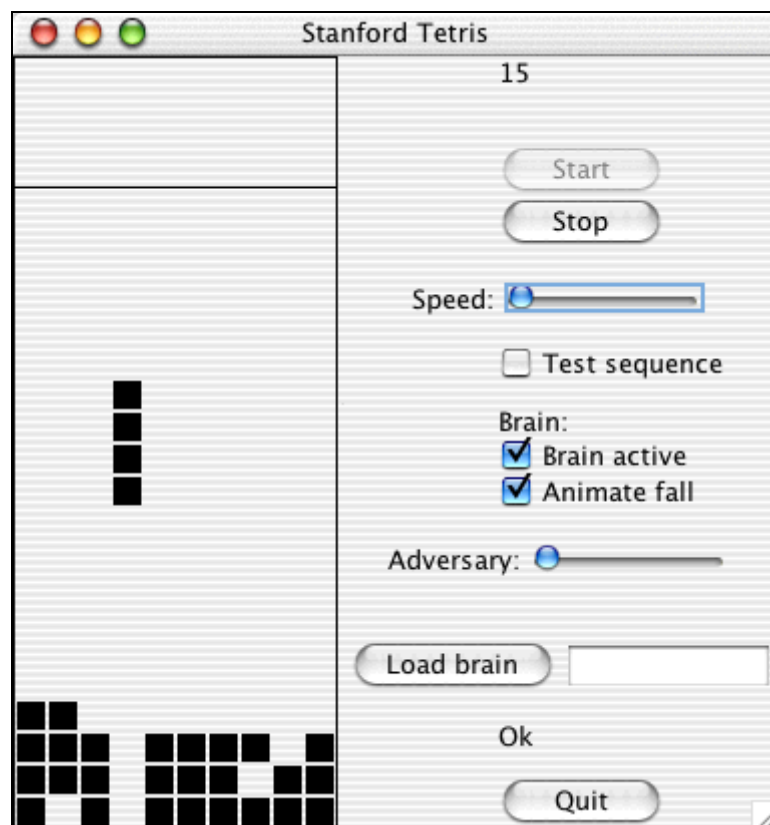 Stanford Tetris
15
Start
Stop
Speed:
Test sequence
Brain:
Brain active
Animate fall
Adversary:
Load brain
Ok
Quit